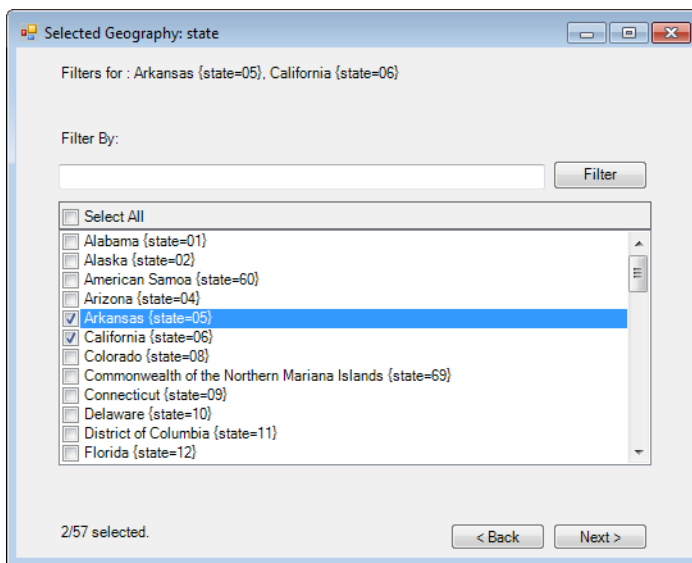 Selected Geography: state
Filters for : Arkansas {state=05}, California {state=06}
Filter By:
Filter
Select All
Alabama {state=01}
Alaska {state=02}
American Samoa {state=60}
Arizona {state=04}
Arkansas {state=05}
California {state=06}
Colorado {state=08}
Commonwealth of the Northern Mariana Islands {state=69}
Connecticut {state=09}
Delaware {state=10}
District of Columbia {state=11}
Florida {state=12}
2/57 selected.
< Back
Next >